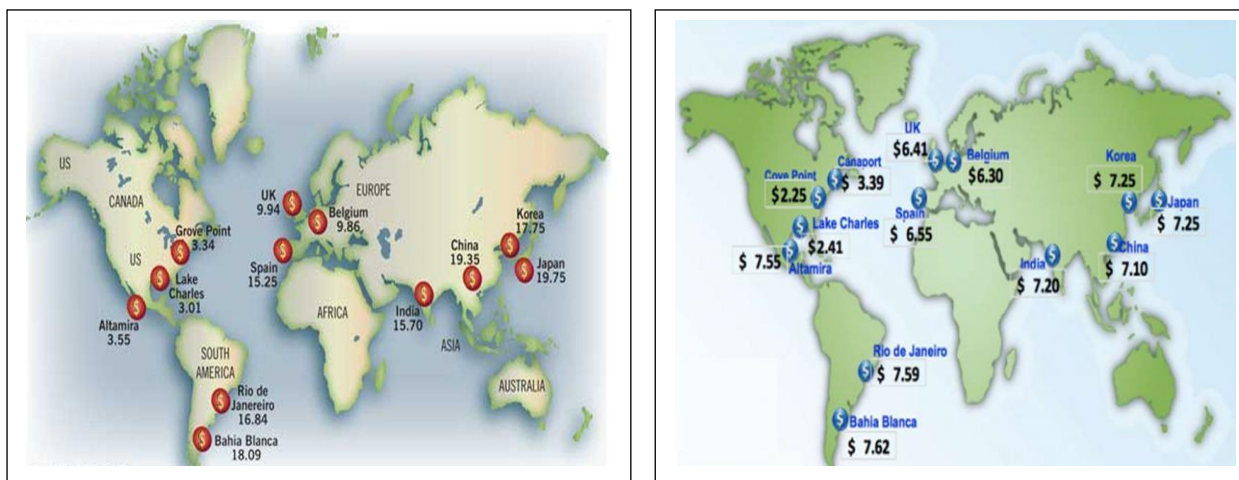 US
CANADA
EUROPE
UK
9.94
Belgium
9.86
Grove Point
3.34
US
Lake
Charles
3.01
Altamira
3.55
Spain
15.25
AFRICA
India
15.70
ASIA
China
19.35
Korea
17.75
Japan
19.75
SOUTH
AMERICA
Rio de
Janereiro
16.84
Bahia Blanca
18.09
AUSTRALIA
UK
$6.41
Belgium
$6.30
Canaport
$ 3.39
Cove Point
$2.25
Lake Charles
$2.41
$ 7.55
Altamira
Spain
$ 6.55
Korea
$ 7.25
Japan
$ 7.25
China
$ 7.10
India
$ 7.20
Rio de Janeiro
$ 7.59
Bahia Blanca
$ 7.62